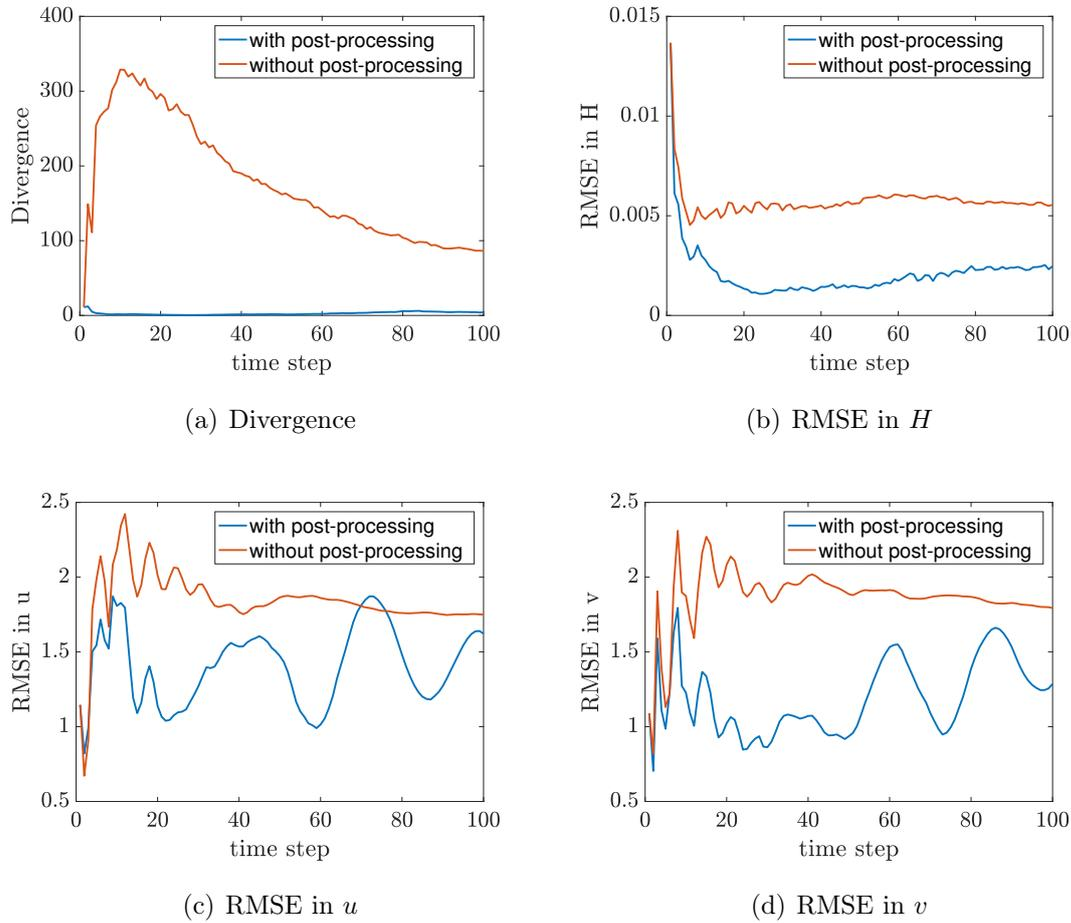 400
300
200
100
0
Divergence
with post-processing
without post-processing
0 20 40 60 80 100
time step
(a) Divergence
0.015
0.01
0.005
0
RMSE in H
with post-processing
without post-processing
0 20 40 60 80 100
time step
(b) RMSE in H
2.5
2
1.5
1
0.5
RMSE in u
with post-processing
without post-processing
0 20 40 60 80 100
time step
(c) RMSE in u
2.5
2
1.5
1
0.5
RMSE in v
with post-processing
without post-processing
0 20 40 60 80 100
time step
(d) RMSE in v